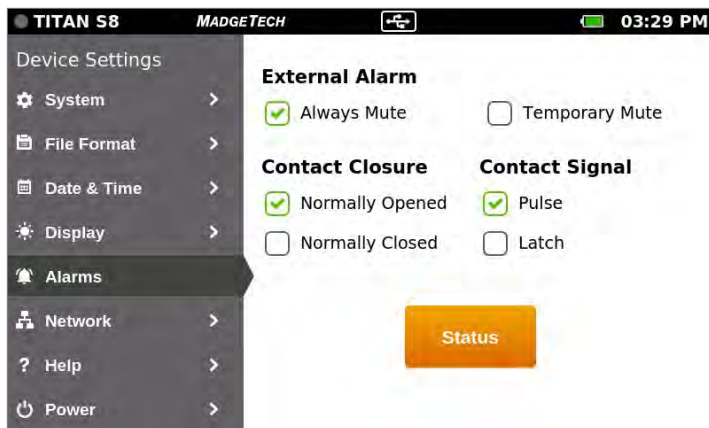 TITAN S8 MADGETECH 03:29 PM
Device Settings
System
File Format
Date & Time
Display
Alarms
Network
? Help
Power
External Alarm
Always Mute Temporary Mute
Contact Closure Contact Signal
Normally Opened Pulse
Normally Closed Latch
Status